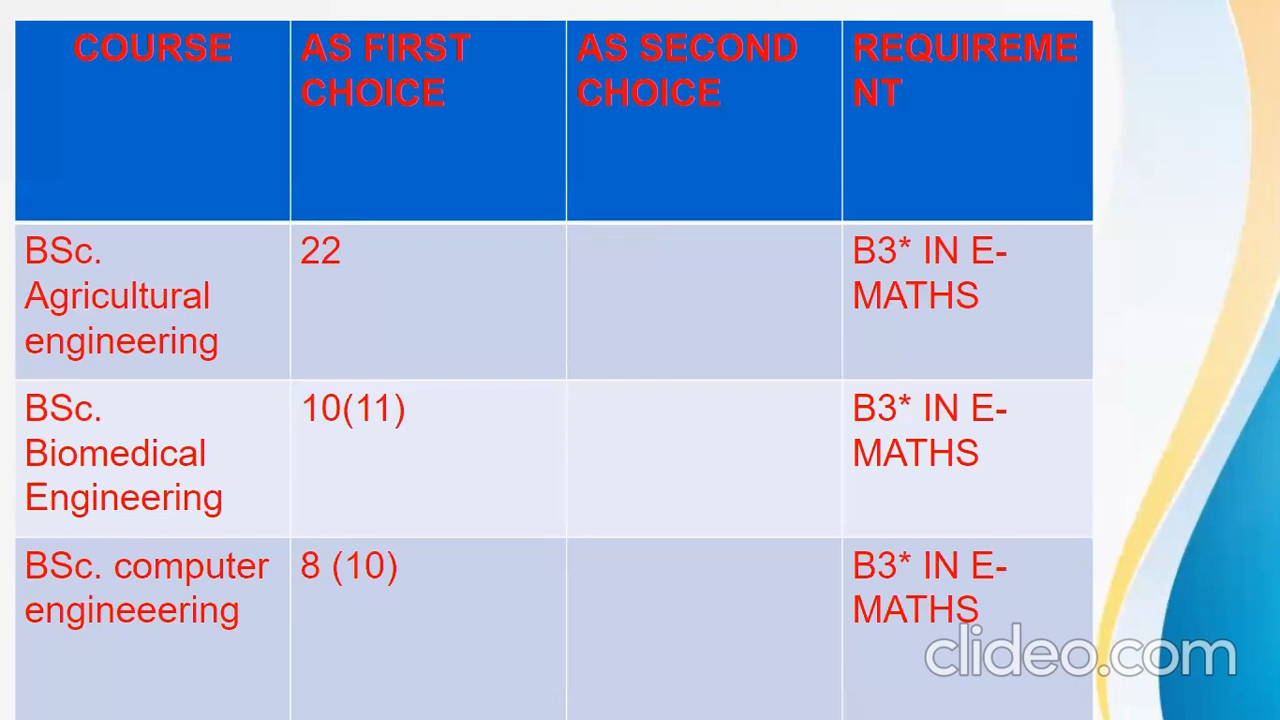 COURSE
AS FIRST
CHOICE
AS SECOND
CHOICE
REQUIREME
NT
BSc.
Agricultural
engineering
22
B3* IN E-
MATHS
BSc.
Biomedical
Engineering
10(11)
B3* IN E-
MATHS
BSc. computer
engineeering
8 (10)
B3* IN E-
MATHS
clideo.com